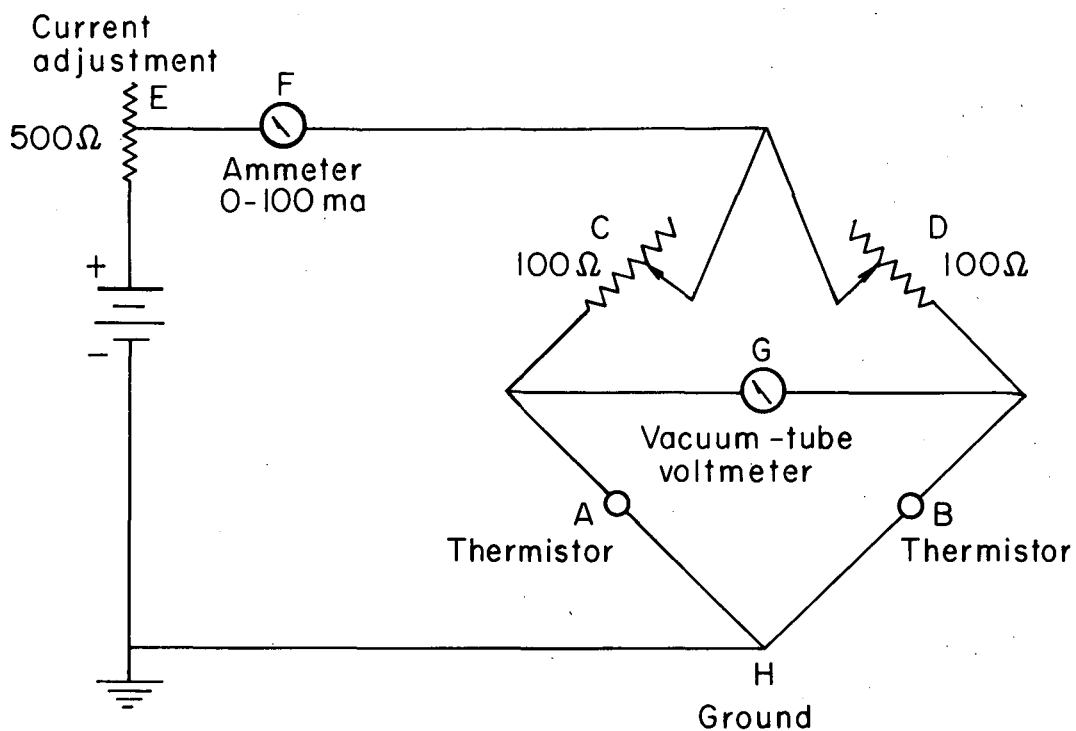 Current
adjustment
E
F
500Ω
Ammeter
0-100 ma
C
100Ω
D
100Ω
+
-
G
Vacuum-tube
voltmeter
A
Thermistor
B
Thermistor
H
Ground